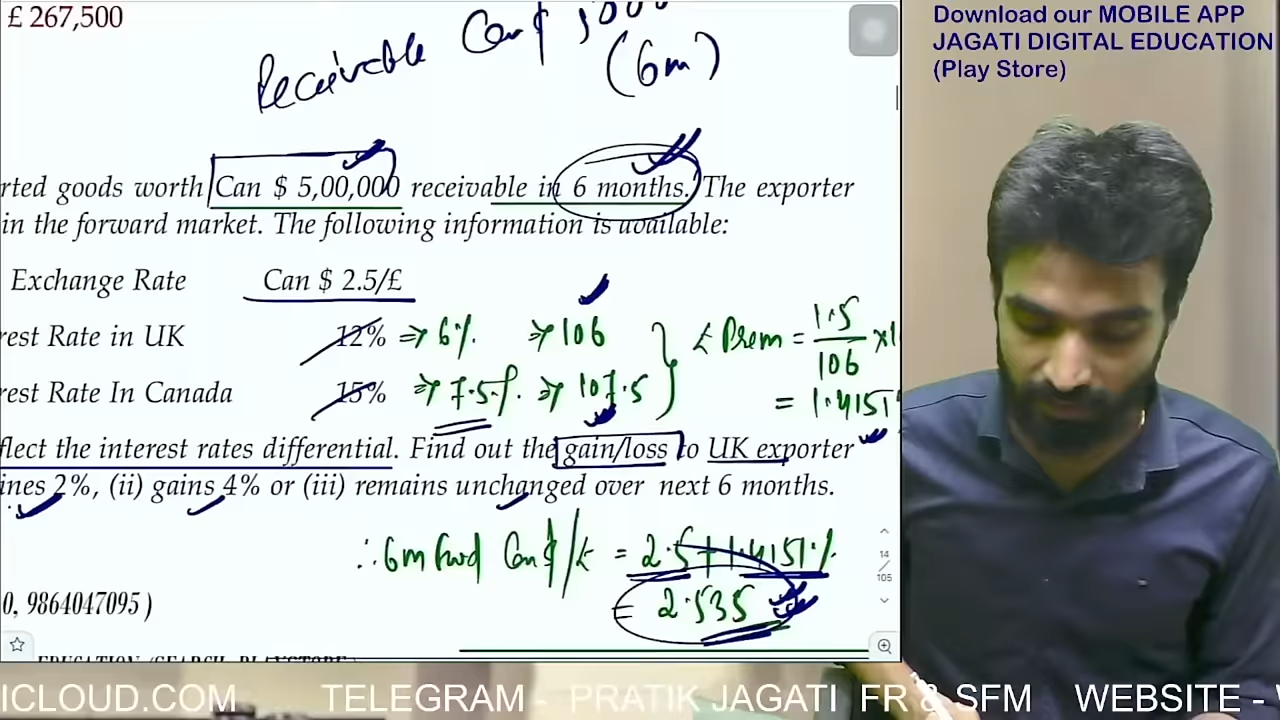 £ 267,500
Receivable Can $
(6m)
rted goods worth Can $ 5,00,000 receivable in 6 months. The exporter
in the forward market. The following information is available:
Exchange Rate Can $ 2.5/£
rest Rate in UK 12% ⇒ 6% ⇒ 106
rest Rate In Canada 15% ⇒ 7.5% ⇒ 107.5
£ Prem = 1.5
106
= 1.4151
flect the interest rates differential. Find out the gain/loss to UK exporter
ines 2%, (ii) gains 4% or (iii) remains unchanged over next 6 months.
∴ 6m Fwd Can $/£ = 2.5 + 1.4151%
= 2.535
0, 9864047095 )
14
/
105
Download our MOBILE APP
JAGATI DIGITAL EDUCATION
(Play Store)
ICLOUD.COM TELEGRAM - PRATIK JAGATI FR & SFM WEBSITE -